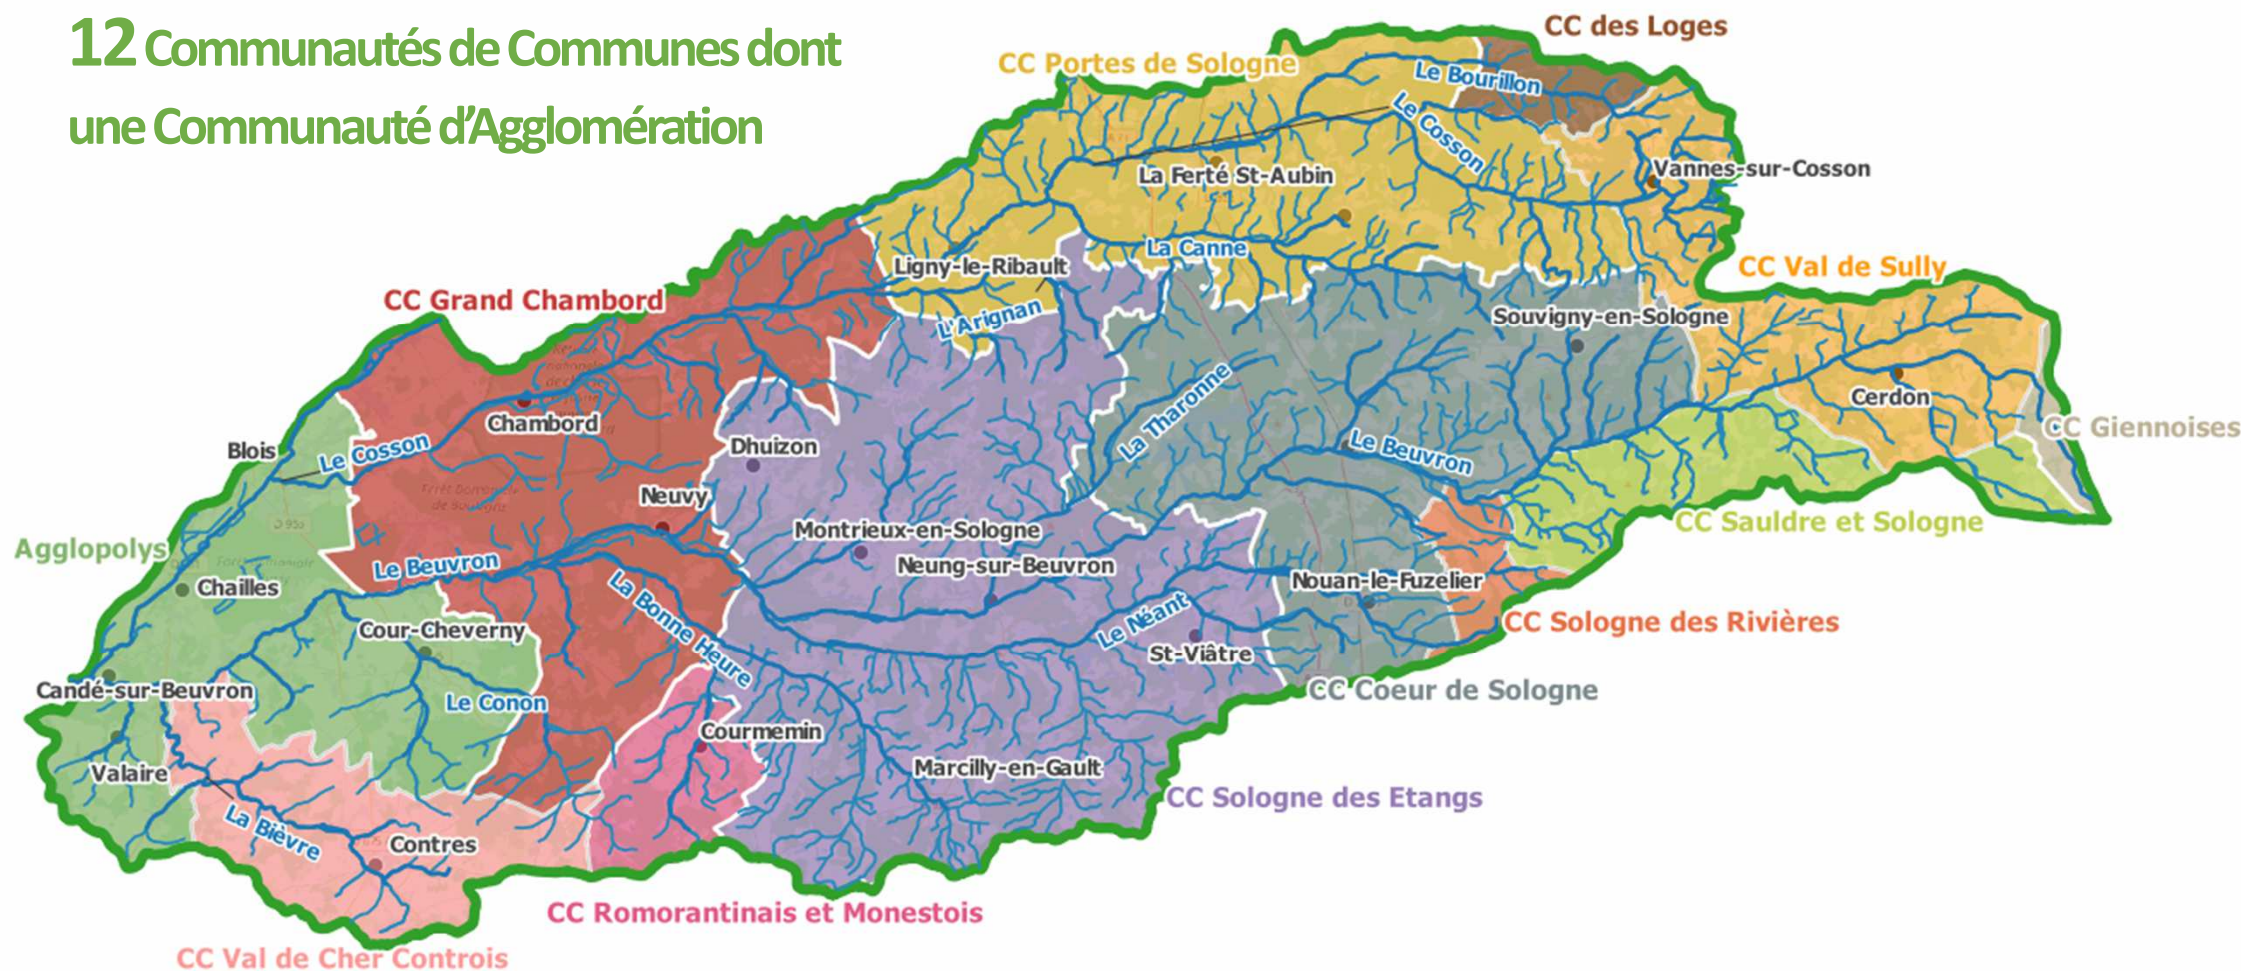 12 Communautés de Communes dont
une Communauté d'Agglomération
CC des Loges
CC Portes de Sologne
Le Bourillon
Le Cosson
La Ferté St-Aubin
Vannes-sur-Cosson
La Canne
Ligny-le-Ribault
CC Val de Sully
CC Grand Chambord
L'Arignan
Souvigny-en-Sologne
Chambord
La Tharonne
Cerdon
CC Giennoises
Blois
Le Cosson
Dhuizon
Le Beuvron
Neuvy
D 953
CC Sauldre et Sologne
Montrieux-en-Sologne
Agglopolys
Le Beuvron
Neung-sur-Beuvron
Chailles
La Bonne Heure
Nouan-le-Fuzelier
Le Néant
CC Sologne des Rivières
Cour-Cheverny
St-Viâtre
Candé-sur-Beuvron
Le Conon
CC Coeur de Sologne
Courmemin
Valaire
Marcilly-en-Gault
CC Sologne des Etangs
La Bièvre
Contres
CC Romorantinais et Monestois
CC Val de Cher Controis